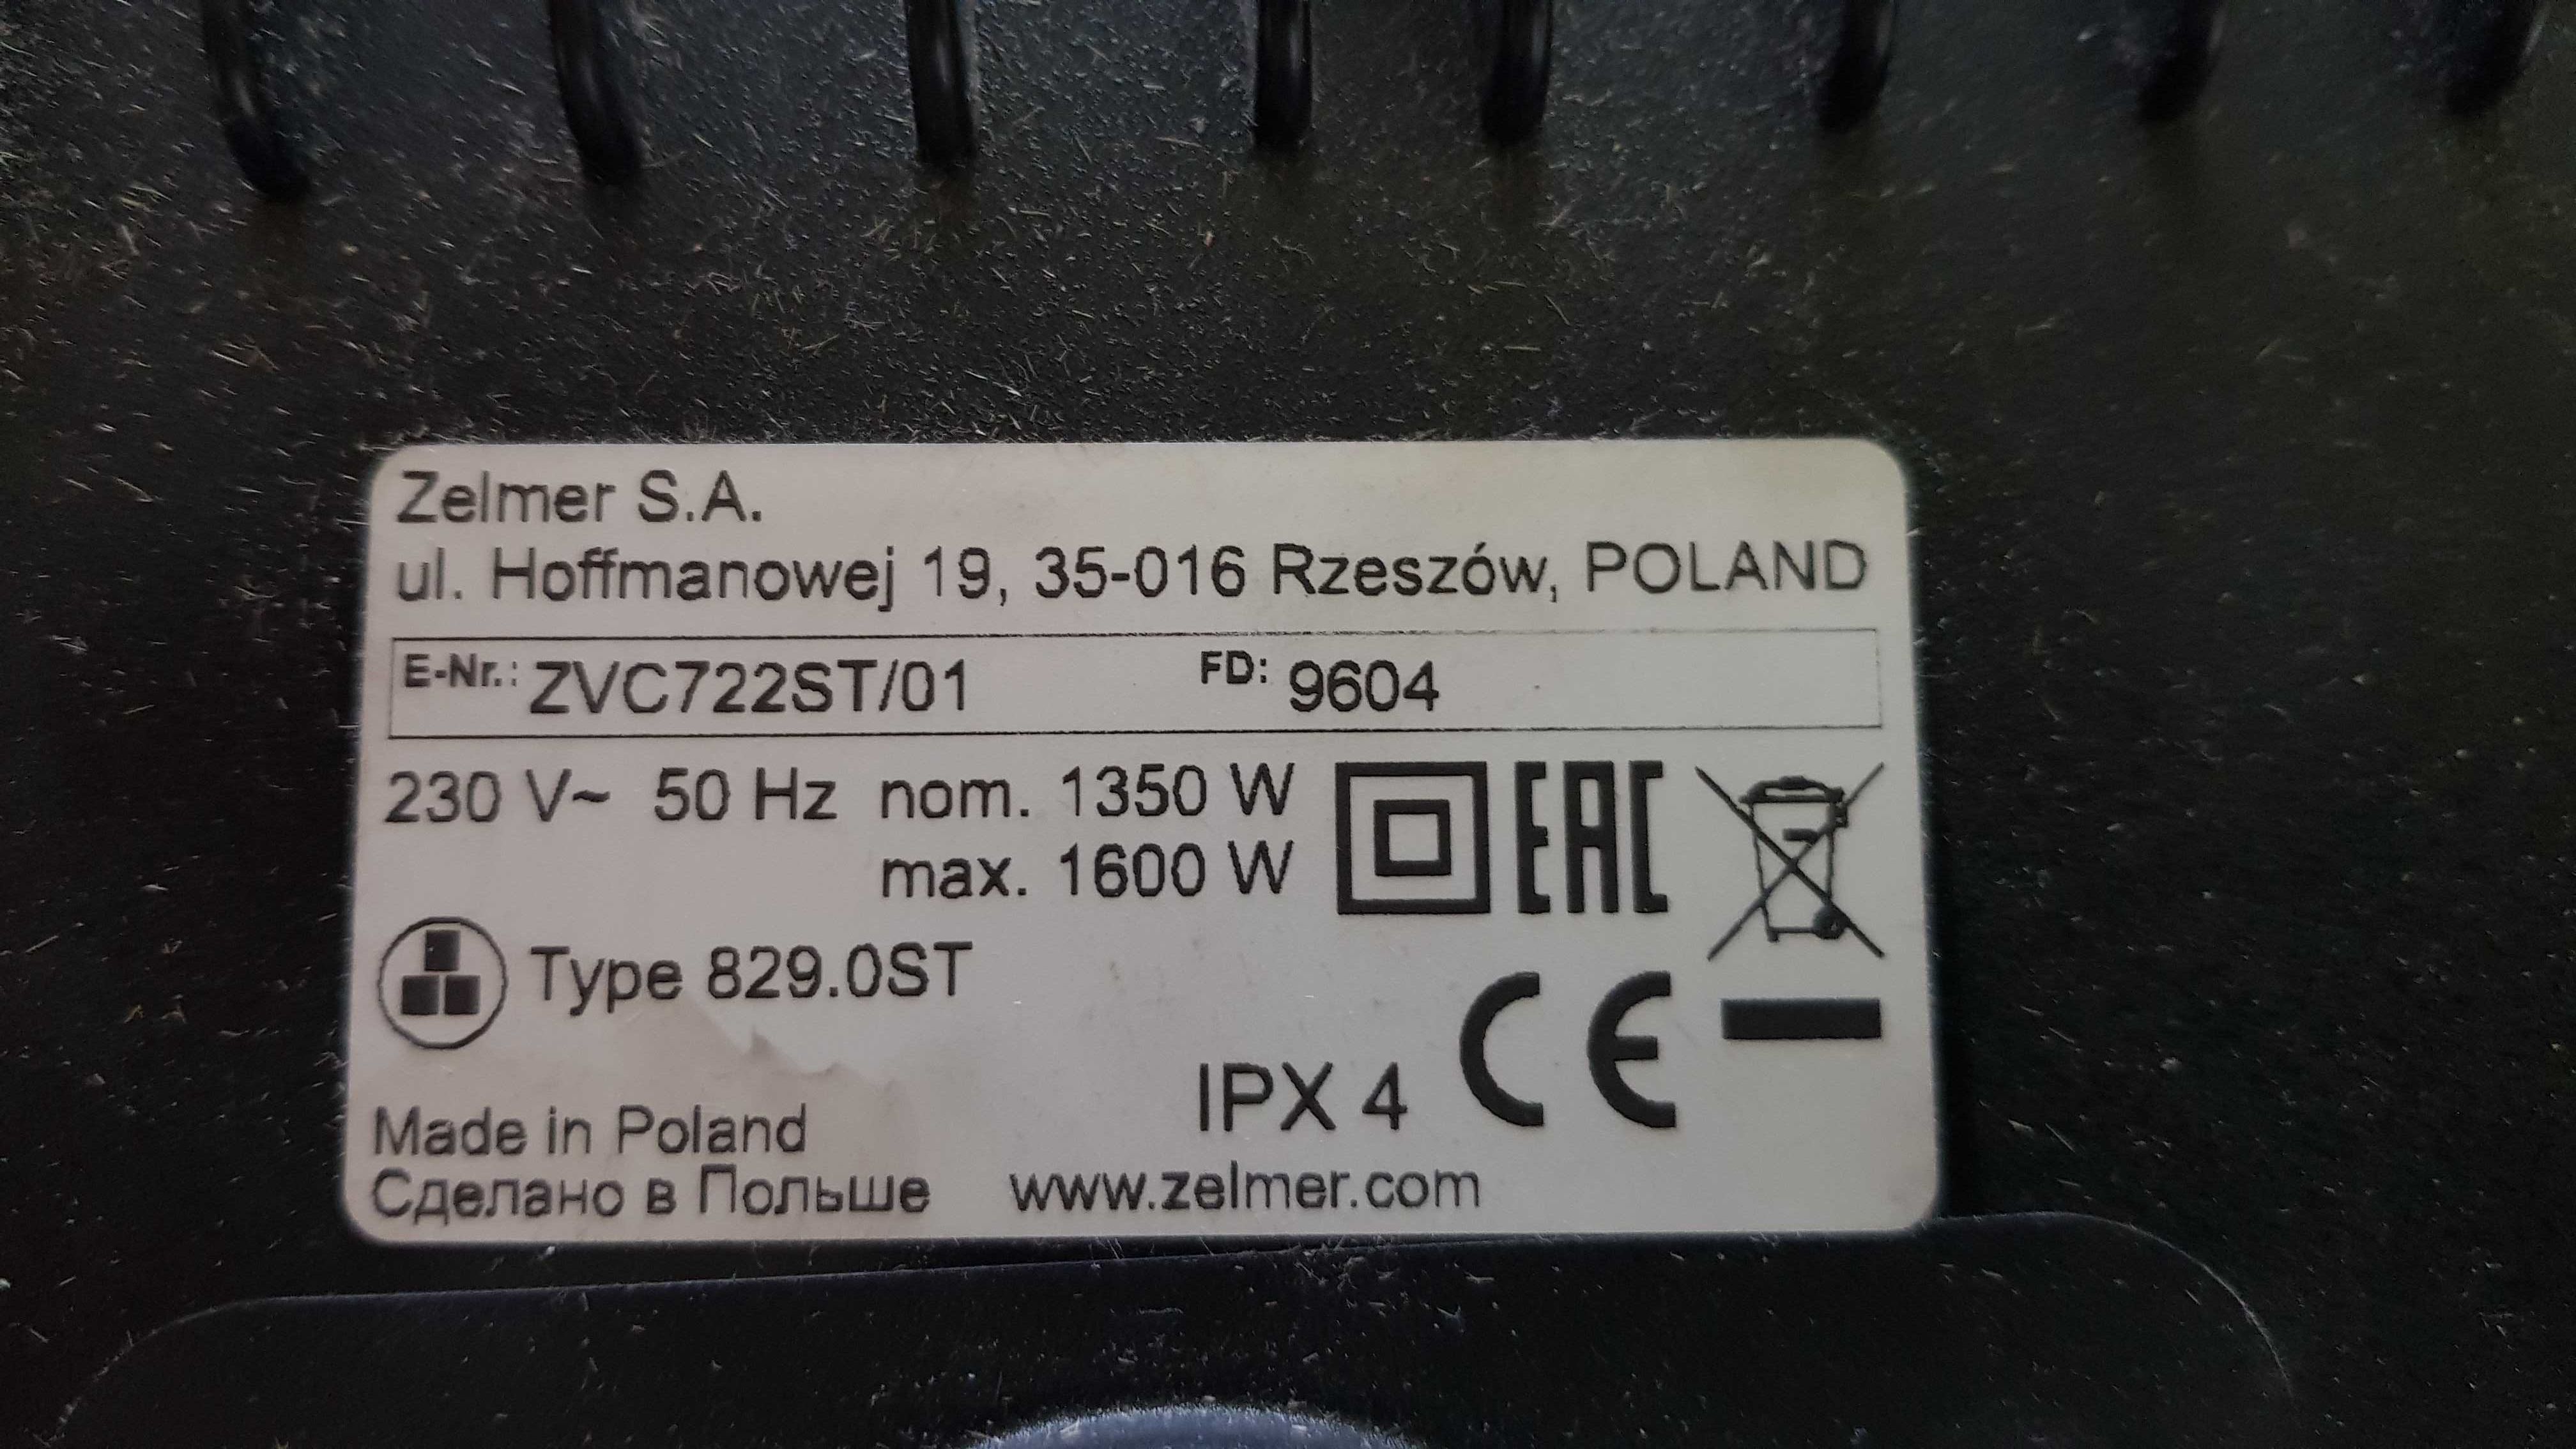 Zelmer S.A.
ul. Hoffmanowej 19, 35-016 Rzeszów, POLAND
E-Nr.: ZVC722ST/01 FD: 9604
230 V~ 50 Hz nom. 1350 W
max. 1600 W
EAC
Type 829.0ST
CE
IPX 4
Made in Poland
Сделано в Польше www.zelmer.com